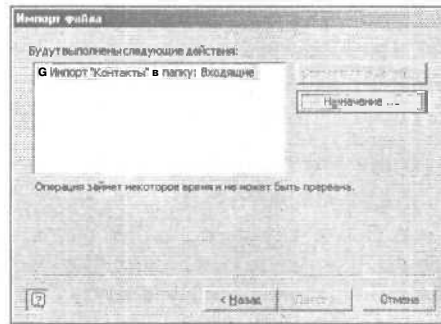 Импорт файла
Будут выполнены следующие действия:
G Импорт "Контакты" в папку: Входящие
Назначение ...
Операция займет некоторое время и не может быть прервана.
?
< Назад
Отмена